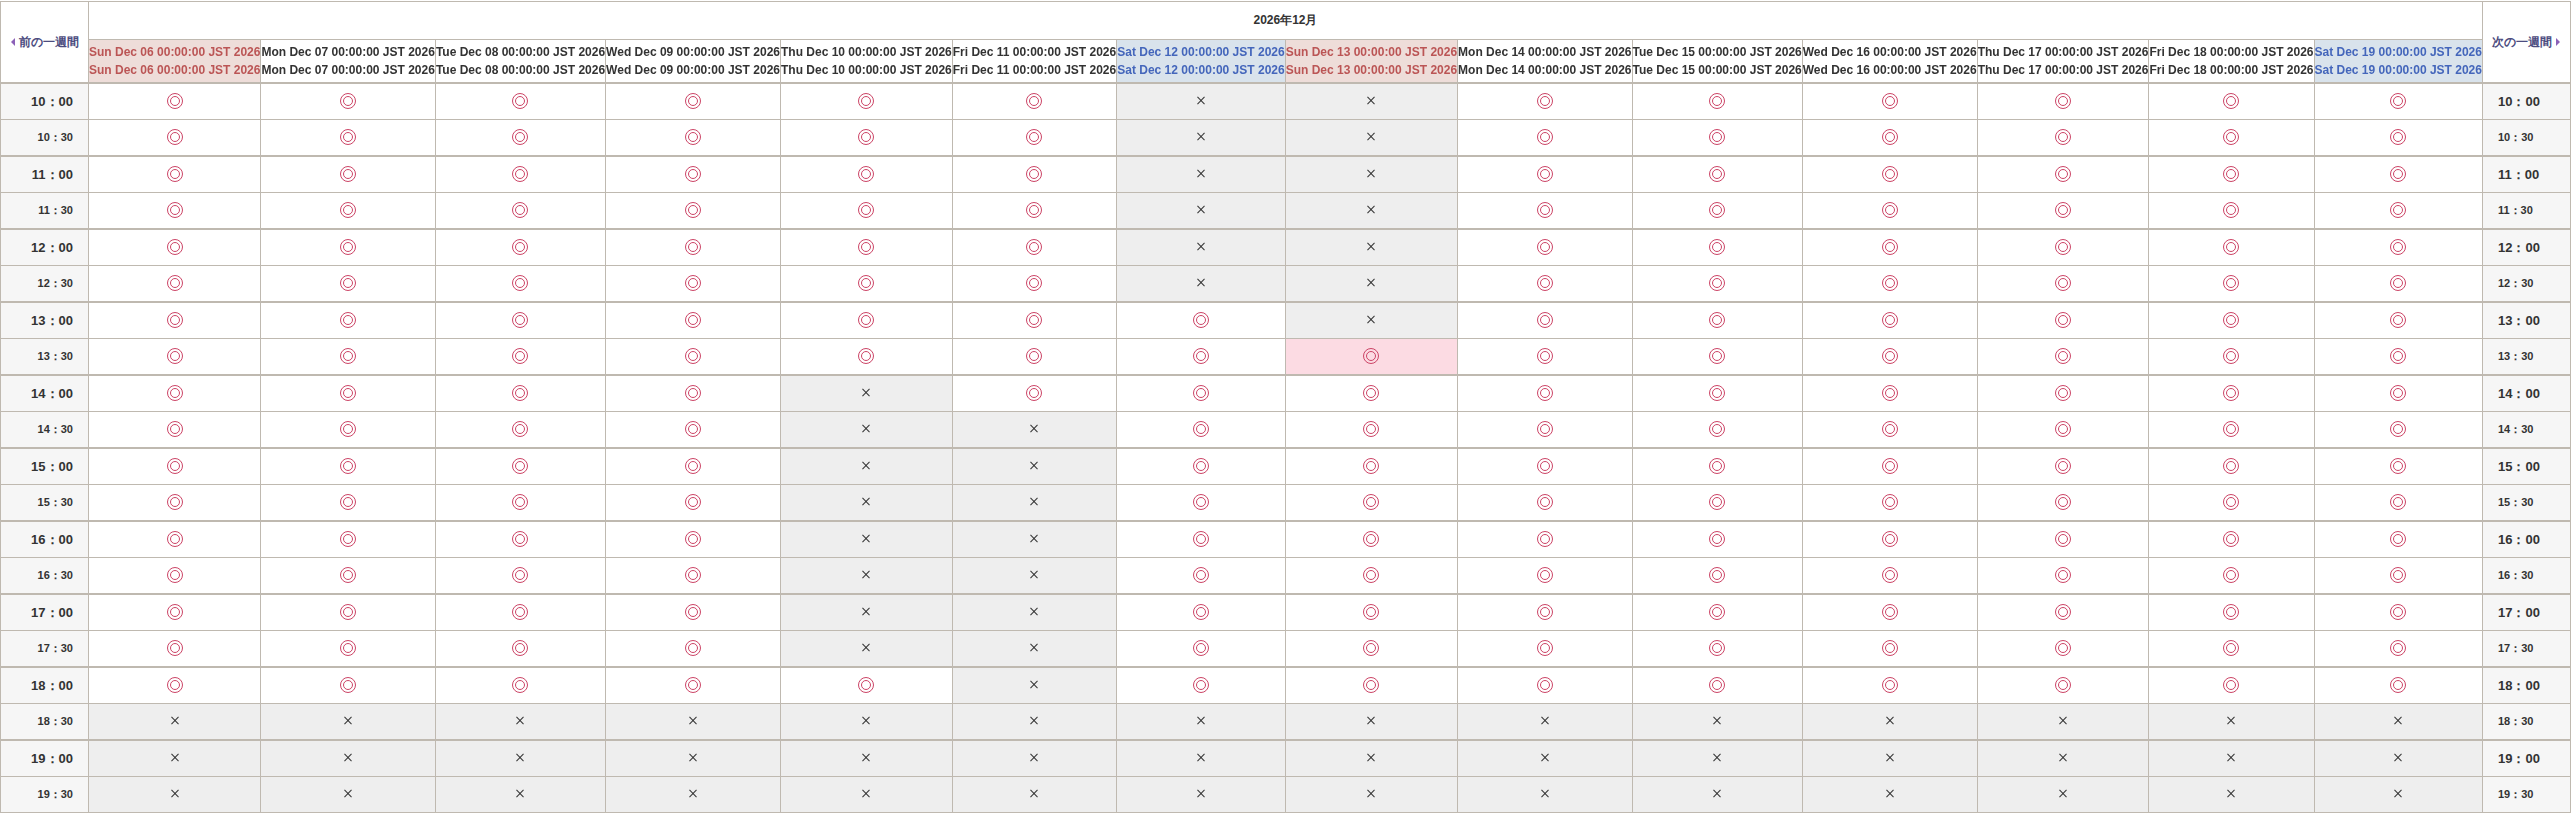 2026年12月
前の一週間
次の一週間
Sun Dec 06 00:00:00 JST 2026 Mon Dec 07 00:00:00 JST 2026 Tue Dec 08 00:00:00 JST 2026 Wed Dec 09 00:00:00 JST 2026 Thu Dec 10 00:00:00 JST 2026 Fri Dec 11 00:00:00 JST 2026 Sat Dec 12 00:00:00 JST 2026 Sun Dec 13 00:00:00 JST 2026 Mon Dec 14 00:00:00 JST 2026 Tue Dec 15 00:00:00 JST 2026 Wed Dec 16 00:00:00 JST 2026 Thu Dec 17 00:00:00 JST 2026 Fri Dec 18 00:00:00 JST 2026 Sat Dec 19 00:00:00 JST 2026
Sun Dec 06 00:00:00 JST 2026 Mon Dec 07 00:00:00 JST 2026 Tue Dec 08 00:00:00 JST 2026 Wed Dec 09 00:00:00 JST 2026 Thu Dec 10 00:00:00 JST 2026 Fri Dec 11 00:00:00 JST 2026 Sat Dec 12 00:00:00 JST 2026 Sun Dec 13 00:00:00 JST 2026 Mon Dec 14 00:00:00 JST 2026 Tue Dec 15 00:00:00 JST 2026 Wed Dec 16 00:00:00 JST 2026 Thu Dec 17 00:00:00 JST 2026 Fri Dec 18 00:00:00 JST 2026 Sat Dec 19 00:00:00 JST 2026
10：00 ◎ ◎ ◎ ◎ ◎ ◎ × × ◎ ◎ ◎ ◎ ◎ ◎ 10：00
10：30 ◎ ◎ ◎ ◎ ◎ ◎ × × ◎ ◎ ◎ ◎ ◎ ◎ 10：30
11：00 ◎ ◎ ◎ ◎ ◎ ◎ × × ◎ ◎ ◎ ◎ ◎ ◎ 11：00
11：30 ◎ ◎ ◎ ◎ ◎ ◎ × × ◎ ◎ ◎ ◎ ◎ ◎ 11：30
12：00 ◎ ◎ ◎ ◎ ◎ ◎ × × ◎ ◎ ◎ ◎ ◎ ◎ 12：00
12：30 ◎ ◎ ◎ ◎ ◎ ◎ × × ◎ ◎ ◎ ◎ ◎ ◎ 12：30
13：00 ◎ ◎ ◎ ◎ ◎ ◎ ◎ × ◎ ◎ ◎ ◎ ◎ ◎ 13：00
13：30 ◎ ◎ ◎ ◎ ◎ ◎ ◎ ◎ ◎ ◎ ◎ ◎ ◎ ◎ 13：30
14：00 ◎ ◎ ◎ ◎ × ◎ ◎ ◎ ◎ ◎ ◎ ◎ ◎ ◎ 14：00
14：30 ◎ ◎ ◎ ◎ × × ◎ ◎ ◎ ◎ ◎ ◎ ◎ ◎ 14：30
15：00 ◎ ◎ ◎ ◎ × × ◎ ◎ ◎ ◎ ◎ ◎ ◎ ◎ 15：00
15：30 ◎ ◎ ◎ ◎ × × ◎ ◎ ◎ ◎ ◎ ◎ ◎ ◎ 15：30
16：00 ◎ ◎ ◎ ◎ × × ◎ ◎ ◎ ◎ ◎ ◎ ◎ ◎ 16：00
16：30 ◎ ◎ ◎ ◎ × × ◎ ◎ ◎ ◎ ◎ ◎ ◎ ◎ 16：30
17：00 ◎ ◎ ◎ ◎ × × ◎ ◎ ◎ ◎ ◎ ◎ ◎ ◎ 17：00
17：30 ◎ ◎ ◎ ◎ × × ◎ ◎ ◎ ◎ ◎ ◎ ◎ ◎ 17：30
18：00 ◎ ◎ ◎ ◎ ◎ × ◎ ◎ ◎ ◎ ◎ ◎ ◎ ◎ 18：00
18：30 × × × × × × × × × × × × × × 18：30
19：00 × × × × × × × × × × × × × × 19：00
19：30 × × × × × × × × × × × × × × 19：30